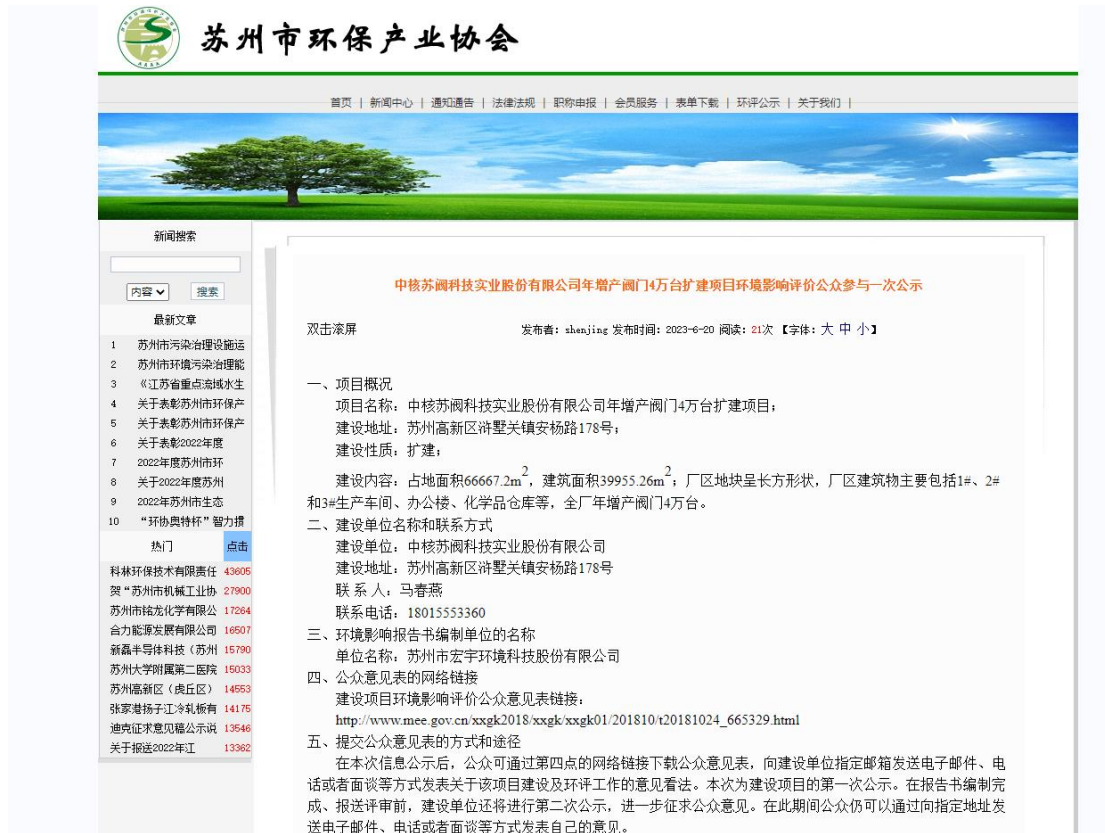 苏州市环保产业协会
首页 | 新闻中心 | 通知通告 | 法律法规 | 职称申报 | 会员服务 | 表单下载 | 环评公示 | 关于我们 |
新闻搜索
内容 搜索
最新文章
1 苏州市污染治理设施运
2 苏州市环境污染治理能
3 《江苏省重点流域水生
4 关于表彰苏州市环保产
5 关于表彰苏州市环保产
6 关于表彰2022年度
7 2022年度苏州市环
8 关于2022年度苏州
9 2022年苏州市生态
10 “环协奥特杯”智力掼
热门 点击
科林环保技术有限责任 43605
贺“苏州市机械工业协 27900
苏州市铭龙化学有限公 17264
合力能源发展有限公司 16507
新磊半导体科技（苏州 15790
苏州大学附属第二医院 15033
苏州高新区（虎丘区） 14553
张家港扬子江冷轧板有 14175
迪克征求意见稿公示说 13546
关于报送2022年江 13362
中核苏阀科技实业股份有限公司年增产阀门4万台扩建项目环境影响评价公众参与一次公示
双击滚屏 发布者：shenjing 发布时间：2023-6-20 阅读：21次 【字体：大 中 小】
一、项目概况
项目名称：中核苏阀科技实业股份有限公司年增产阀门4万台扩建项目；
建设地址：苏州高新区浒墅关镇安杨路178号；
建设性质：扩建；
建设内容：占地面积66667.2m2，建筑面积39955.26m2；厂区地块呈长方形状，厂区建筑物主要包括1#、2#
和3#生产车间、办公楼、化学品仓库等，全厂年增产阀门4万台。
二、建设单位名称和联系方式
建设单位：中核苏阀科技实业股份有限公司
建设地址：苏州高新区浒墅关镇安杨路178号
联 系 人：马春燕
联系电话：18015553360
三、环境影响报告书编制单位的名称
单位名称：苏州市宏宇环境科技股份有限公司
四、公众意见表的网络链接
建设项目环境影响评价公众意见表链接：
http://www.mee.gov.cn/xxgk2018/xxgk/xxgk01/201810/t20181024_665329.html
五、提交公众意见表的方式和途径
在本次信息公示后，公众可通过第四点的网络链接下载公众意见表，向建设单位指定邮箱发送电子邮件、电
话或者面谈等方式发表关于该项目建设及环评工作的意见看法。本次为建设项目的第一次公示。在报告书编制完
成、报送评审前，建设单位还将进行第二次公示，进一步征求公众意见。在此期间公众仍可以通过向指定地址发
送电子邮件、电话或者面谈等方式发表自己的意见。